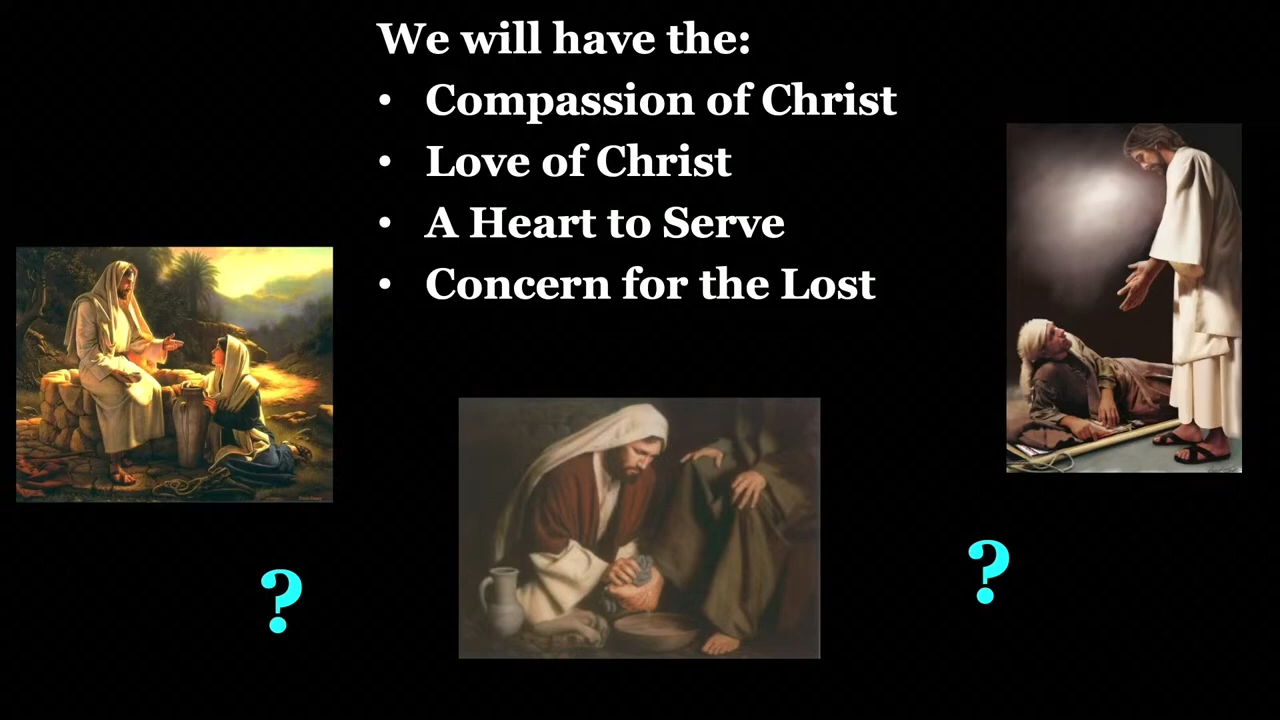 We will have the:
• Compassion of Christ
• Love of Christ
• A Heart to Serve
• Concern for the Lost
?
?